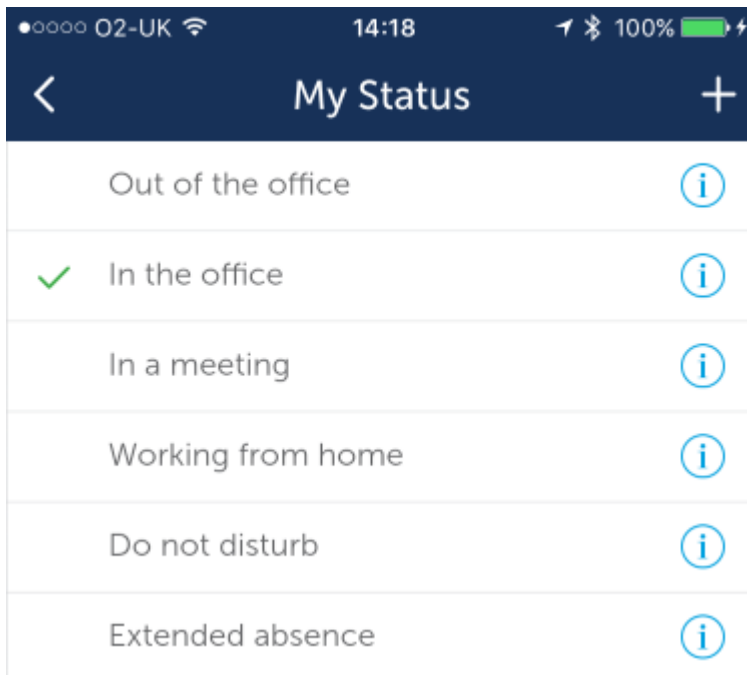 O2-UK 14:18 100%
My Status
Out of the office
In the office
In a meeting
Working from home
Do not disturb
Extended absence